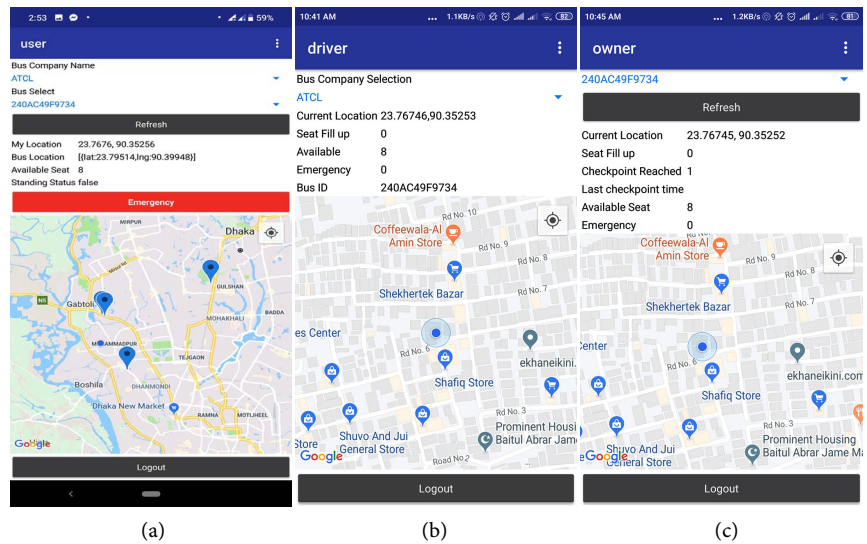 2:53
59%
user
Bus Company Name
ATCL
Bus Select
240AC49F9734
Refresh
My Location 23.7676, 90.35256
Bus Location [{lat:23.79514,lng:90.39948}]
Available Seat 8
Standing Status false
Emergency
MIRPUR
Dhaka
Mazar Rd
N5
Gabtoli
GULSHAN
MOHAKHALI
BADDA
TEJGAON
Boshila
DHANMONDI
Dhaka New Market
RAMNA
MOTIJHEEL
Google
Logout
(a)
10:41 AM
... 1.1KB/s
82
driver
Bus Company Selection
ATCL
Current Location 23.76746,90.35253
Seat Fill up 0
Available 8
Emergency 0
Bus ID 240AC49F9734
Rd No. 10
Coffeewala-Al
Amin Store
Rd No. 9
Rd No. 8
Shekhertek Bazar
Rd No. 7
es Center
Rd No. 6
ekhaneikini.
Shafiq Store
Rd No. 3
Prominent Housi
Baitul Abrar Jam
Store
Shuvo And Jui
General Store
Road No 2
Google
Logout
(b)
10:45 AM
... 1.2KB/s
81
owner
240AC49F9734
Refresh
Current Location 23.76745, 90.35252
Seat Fill up 0
Checkpoint Reached 1
Last checkpoint time
Available Seat 8
Emergency 0
Coffeewala-Al
Amin Store
Rd No. 9
Rd No. 8
Shekhertek Bazar
Rd No. 7
enter
Rd No. 6
ekhaneikini.com
Shafiq Store
Rd No. 3
Prominent Housing
Baitul Abrar Jame Ma
Shuvo And Jui
General Store
Google
Logout
(c)